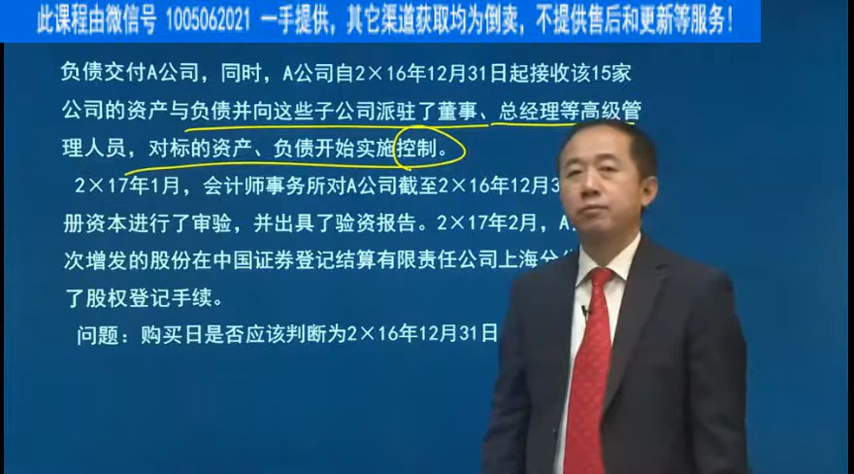 此课程由微信号 1005062021 一手提供，其它渠道获取均为倒卖，不提供售后和更新等服务！
负债交付A公司，同时，A公司自2×16年12月31日起接收该15家
公司的资产与负债并向这些子公司派驻了董事、总经理等高级管
理人员，对标的资产、负债开始实施控制。
2×17年1月，会计师事务所对A公司截至2×16年12月3
册资本进行了审验，并出具了验资报告。2×17年2月，A
次增发的股份在中国证券登记结算有限责任公司上海分
了股权登记手续。
问题：购买日是否应该判断为2×16年12月31日